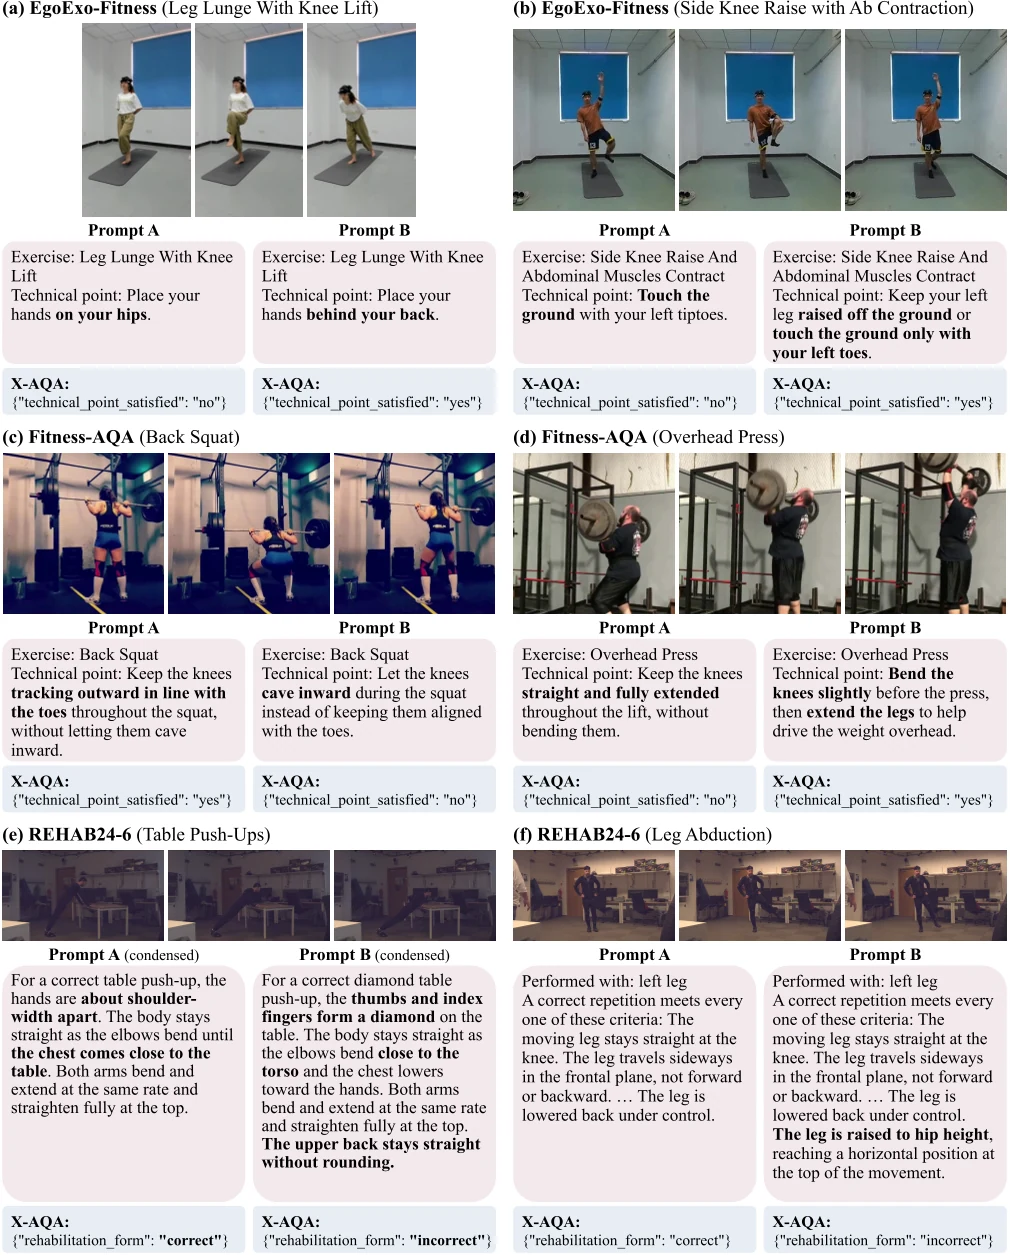 (a) EgoExo-Fitness (Leg Lunge With Knee Lift)
Prompt A
Prompt B
Exercise: Leg Lunge With Knee
Lift
Technical point: Place your
hands on your hips.
Exercise: Leg Lunge With Knee
Lift
Technical point: Place your
hands behind your back.
X-AQA:
{"technical_point_satisfied": "no"}
X-AQA:
{"technical_point_satisfied": "yes"}
(b) EgoExo-Fitness (Side Knee Raise with Ab Contraction)
Prompt A
Prompt B
Exercise: Side Knee Raise And
Abdominal Muscles Contract
Technical point: Touch the
ground with your left tiptoes.
Exercise: Side Knee Raise And
Abdominal Muscles Contract
Technical point: Keep your left
leg raised off the ground or
touch the ground only with
your left toes.
X-AQA:
{"technical_point_satisfied": "no"}
X-AQA:
{"technical_point_satisfied": "yes"}
(c) Fitness-AQA (Back Squat)
Prompt A
Prompt B
Exercise: Back Squat
Technical point: Keep the knees
tracking outward in line with
the toes throughout the squat,
without letting them cave
inward.
Exercise: Back Squat
Technical point: Let the knees
cave inward during the squat
instead of keeping them aligned
with the toes.
X-AQA:
{"technical_point_satisfied": "yes"}
X-AQA:
{"technical_point_satisfied": "no"}
(d) Fitness-AQA (Overhead Press)
Prompt A
Prompt B
Exercise: Overhead Press
Technical point: Keep the knees
straight and fully extended
throughout the lift, without
bending them.
Exercise: Overhead Press
Technical point: Bend the
knees slightly before the press,
then extend the legs to help
drive the weight overhead.
X-AQA:
{"technical_point_satisfied": "no"}
X-AQA:
{"technical_point_satisfied": "yes"}
(e) REHAB24-6 (Table Push-Ups)
Prompt A (condensed)
Prompt B (condensed)
For a correct table push-up, the
hands are about shoulder-
width apart. The body stays
straight as the elbows bend until
the chest comes close to the
table. Both arms bend and
extend at the same rate and
straighten fully at the top.
For a correct diamond table
push-up, the thumbs and index
fingers form a diamond on the
table. The body stays straight as
the elbows bend close to the
torso and the chest lowers
toward the hands. Both arms
bend and extend at the same rate
and straighten fully at the top.
The upper back stays straight
without rounding.
X-AQA:
{"rehabilitation_form": "correct"}
X-AQA:
{"rehabilitation_form": "incorrect"}
(f) REHAB24-6 (Leg Abduction)
Prompt A
Prompt B
Performed with: left leg
A correct repetition meets every
one of these criteria: The
moving leg stays straight at the
knee. The leg travels sideways
in the frontal plane, not forward
or backward. … The leg is
lowered back under control.
Performed with: left leg
A correct repetition meets every
one of these criteria: The
moving leg stays straight at the
knee. The leg travels sideways
in the frontal plane, not forward
or backward. … The leg is
lowered back under control.
The leg is raised to hip height,
reaching a horizontal position at
the top of the movement.
X-AQA:
{"rehabilitation_form": "correct"}
X-AQA:
{"rehabilitation_form": "incorrect"}